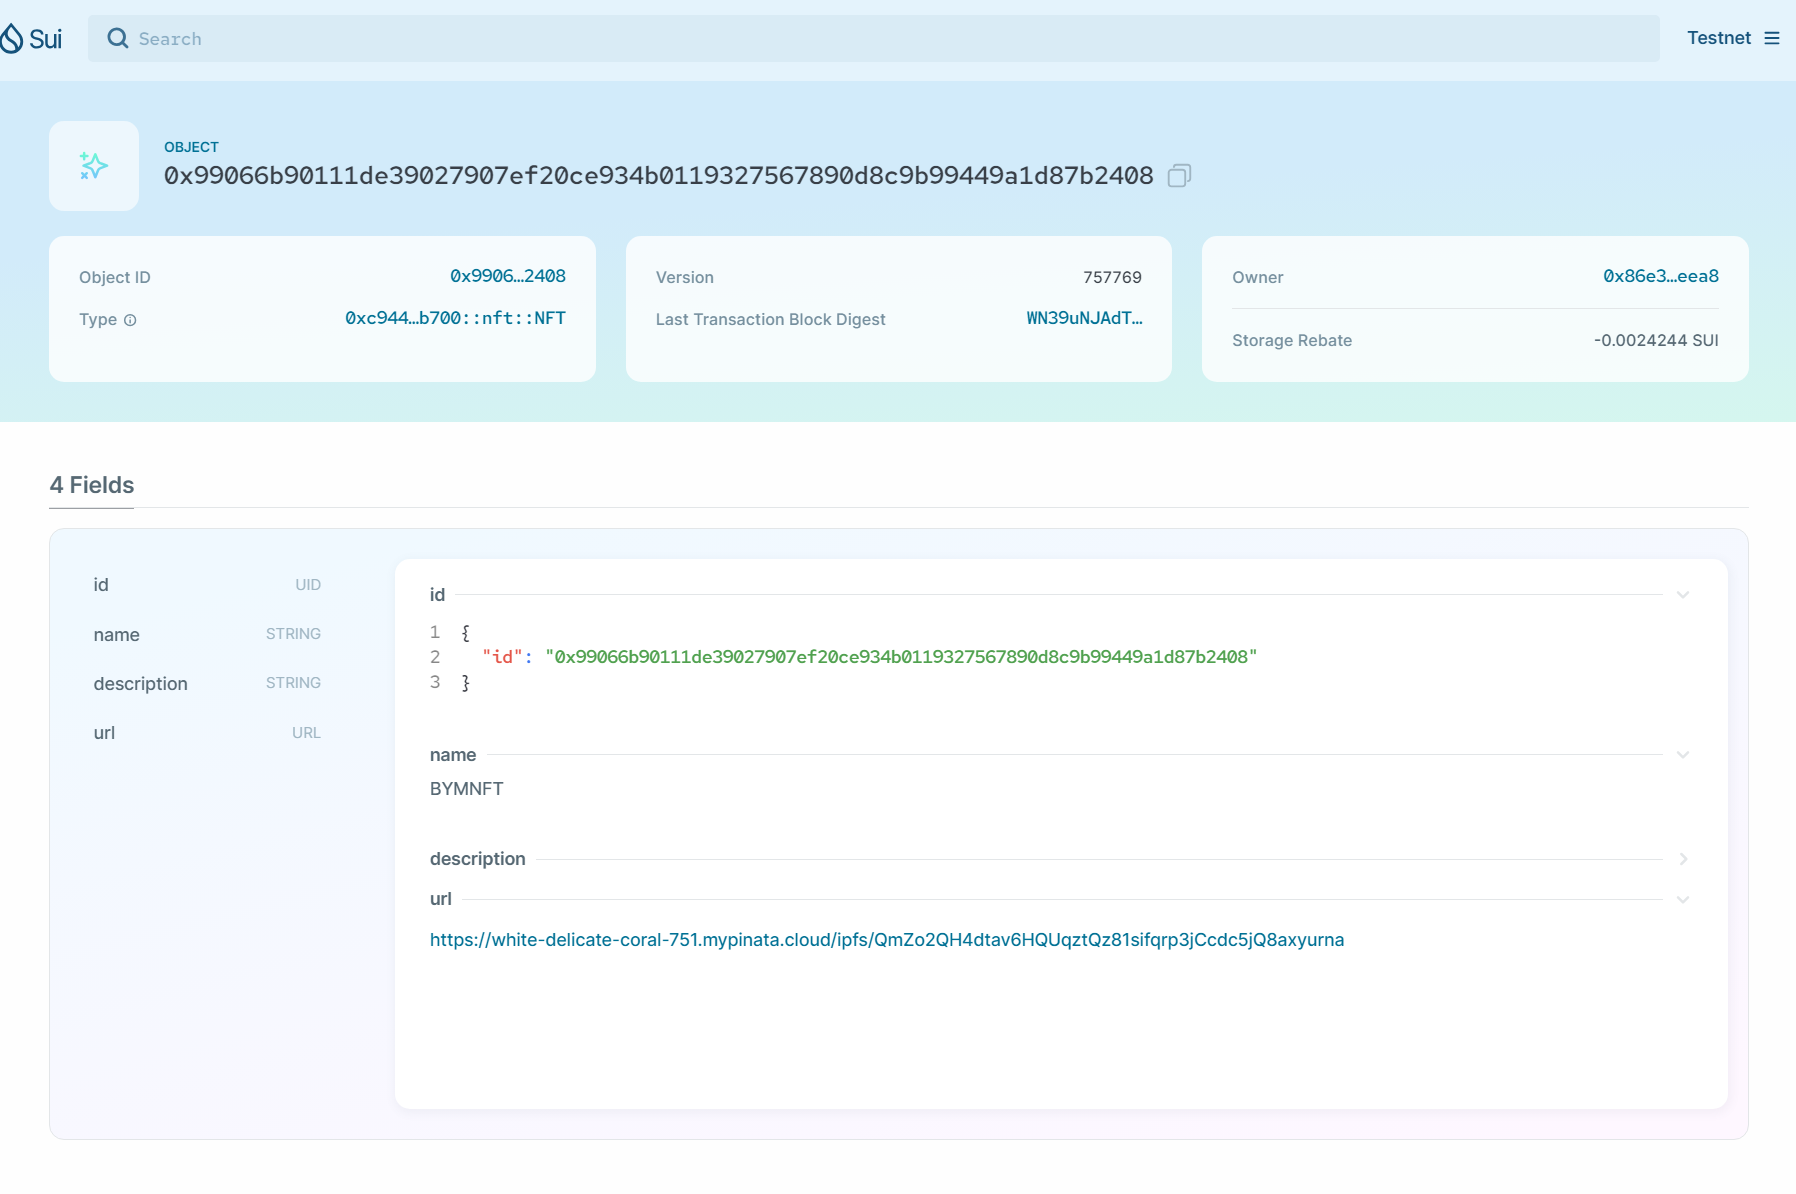 Sui
Search
Testnet
OBJECT
0x99066b90111de39027907ef20ce934b0119327567890d8c9b99449a1d87b2408
Object ID 0x9906…2408
Type 0xc944…b700::nft::NFT
Version 757769
Last Transaction Block Digest WN39uNJAdT…
Owner 0x86e3…eea8
Storage Rebate -0.0024244 SUI
4 Fields
id UID
name STRING
description STRING
url URL
id
1 {
2 "id": "0x99066b90111de39027907ef20ce934b0119327567890d8c9b99449a1d87b2408"
3 }
name
BYMNFT
description
url
https://white-delicate-coral-751.mypinata.cloud/ipfs/QmZo2QH4dtav6HQUqztQz81sifqrp3jCcdc5jQ8axyurna